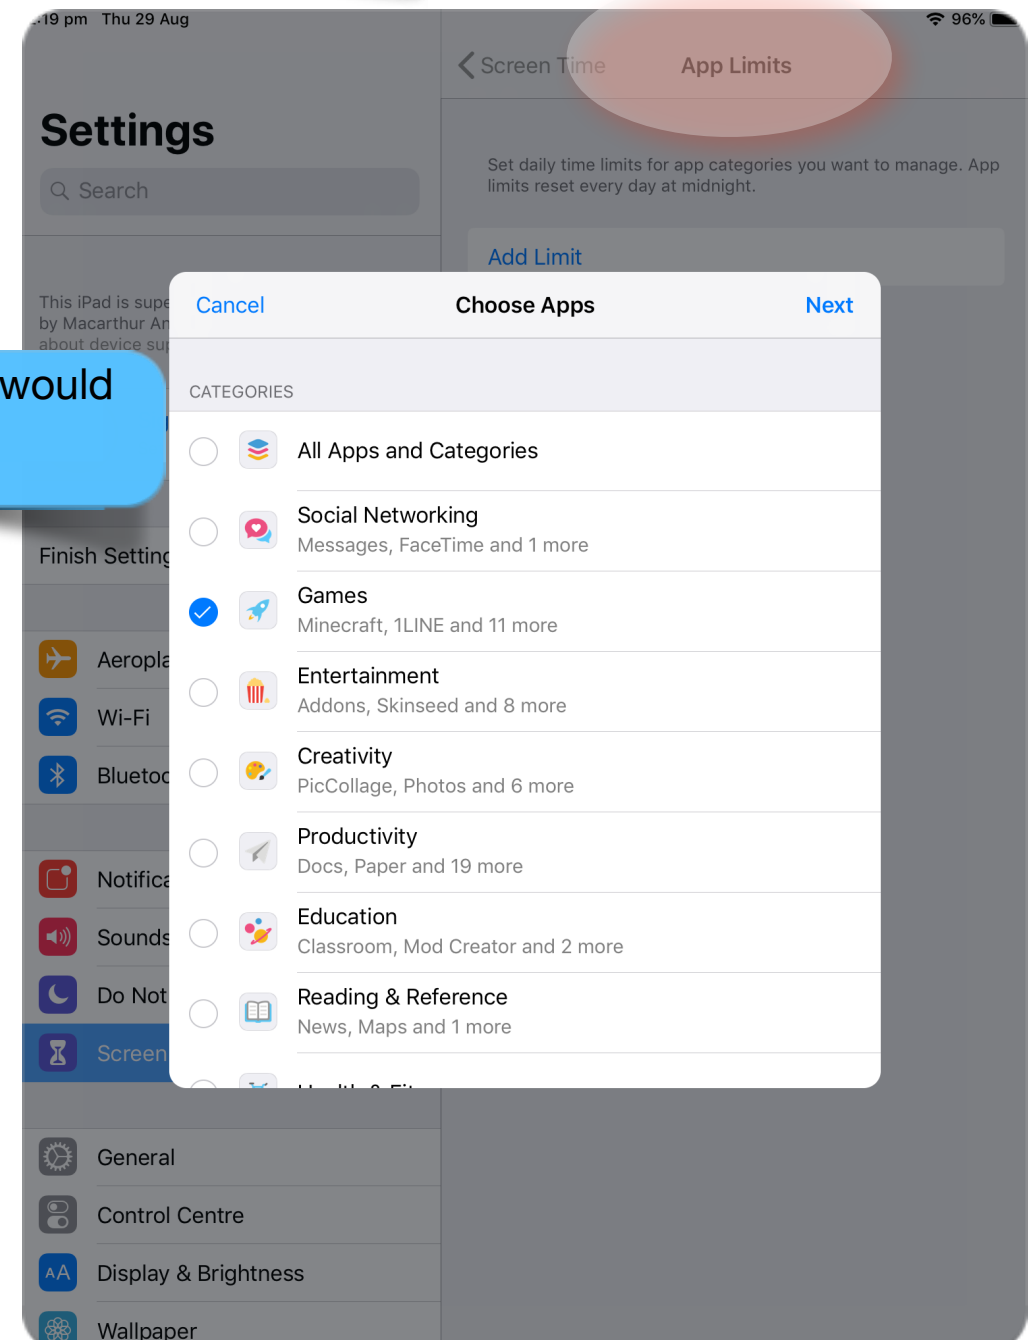 :19 pm Thu 29 Aug
96%
Settings
Search
Screen Time
App Limits
Set daily time limits for app categories you want to manage. App
limits reset every day at midnight.
Add Limit
This iPad is supe
by Macarthur An
about device sup
would
Finish Setting
Aeropla
Wi-Fi
Bluetoo
Notifica
Sounds
Do Not
Screen
General
Control Centre
Display & Brightness
Wallpaper
Cancel
Choose Apps
Next
CATEGORIES
All Apps and Categories
Social Networking
Messages, FaceTime and 1 more
Games
Minecraft, 1LINE and 11 more
Entertainment
Addons, Skinseed and 8 more
Creativity
PicCollage, Photos and 6 more
Productivity
Docs, Paper and 19 more
Education
Classroom, Mod Creator and 2 more
Reading & Reference
News, Maps and 1 more